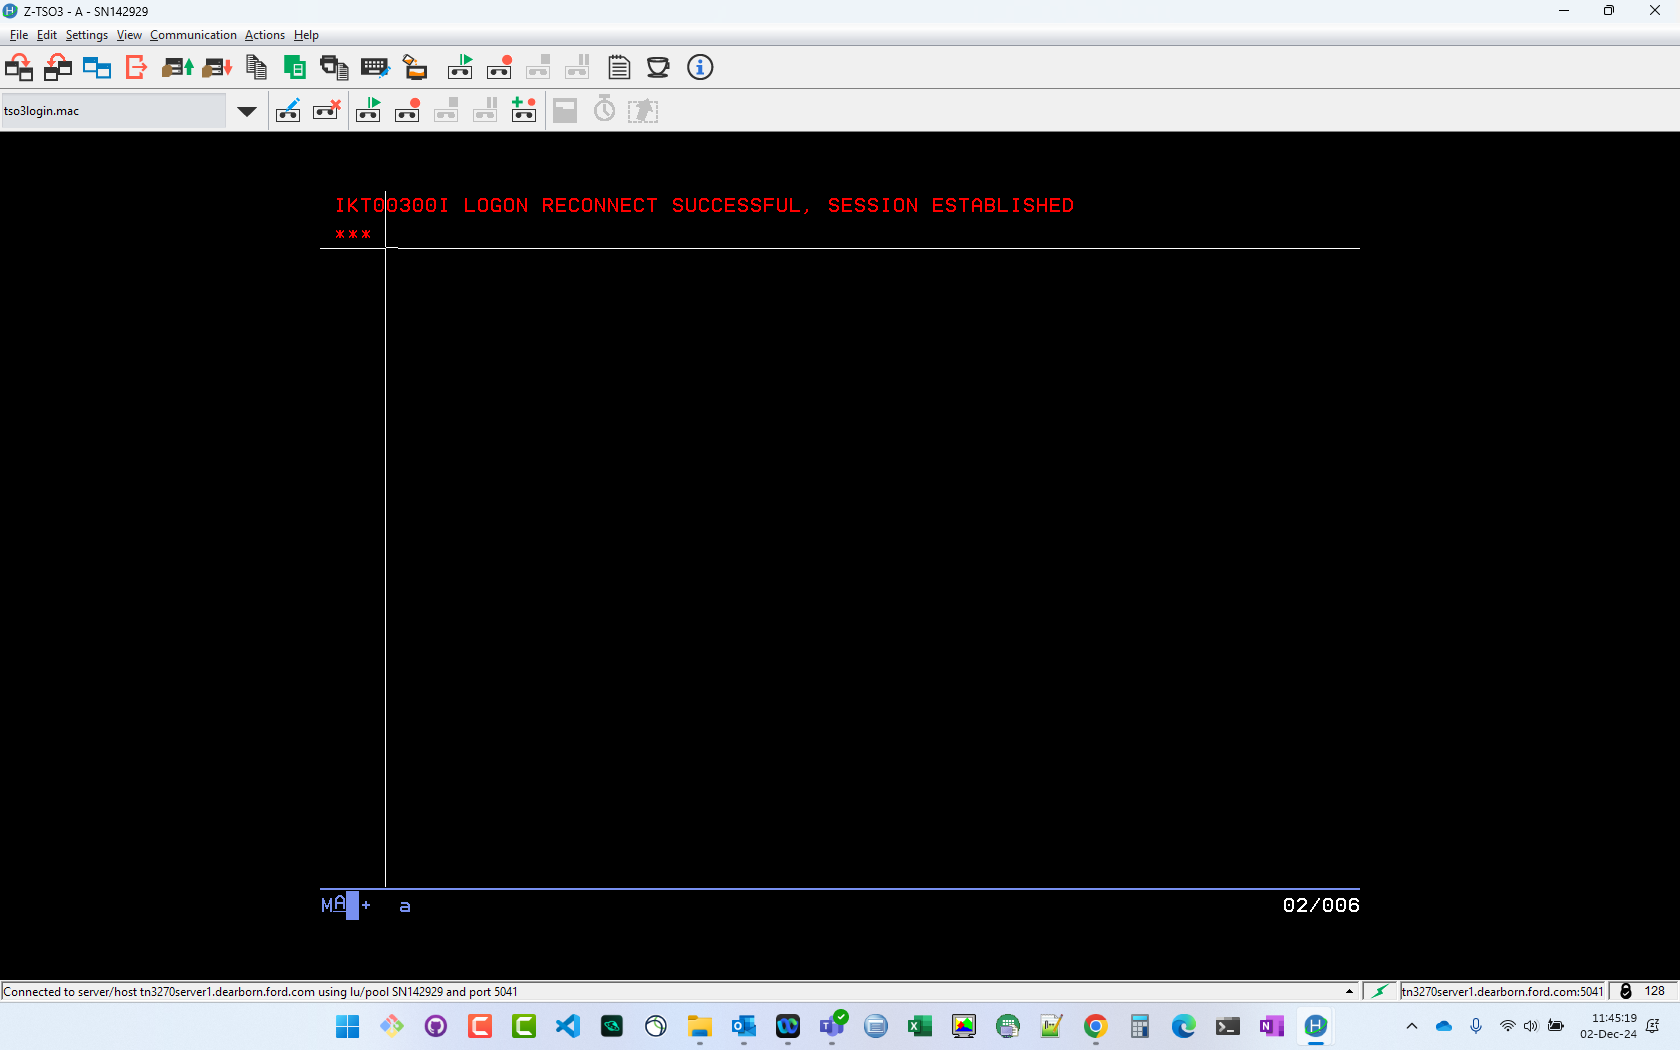 Z-TSO3 - A - SN142929
File Edit Settings View Communication Actions Help
tso3login.mac
IKT00300I LOGON RECONNECT SUCCESSFUL, SESSION ESTABLISHED
***
MA + a 02/006
Connected to server/host tn3270server1.dearborn.ford.com using lu/pool SN142929 and port 5041
tn3270server1.dearborn.ford.com:5041
128
11:45:19
02-Dec-24